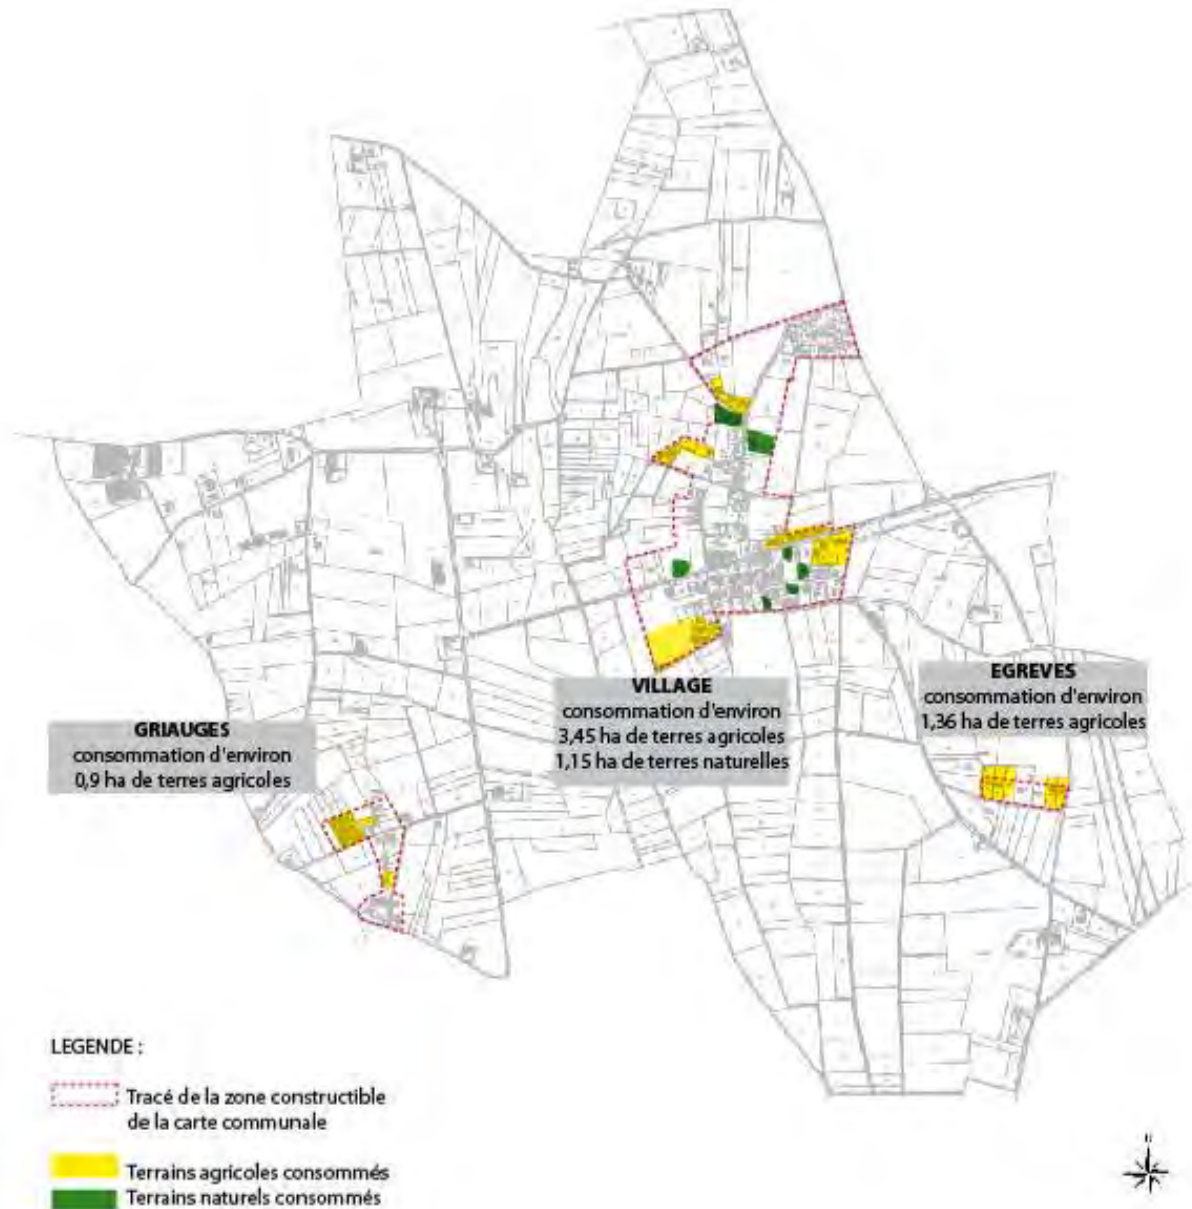 VILLAGE
consommation d'environ
3,45 ha de terres agricoles
1,15 ha de terres naturelles
EGREVES
consommation d'environ
1,36 ha de terres agricoles
GRIAUGES
consommation d'environ
0,9 ha de terres agricoles
LEGENDE :
Tracé de la zone constructible
de la carte communale
Terrains agricoles consommés
Terrains naturels consommés